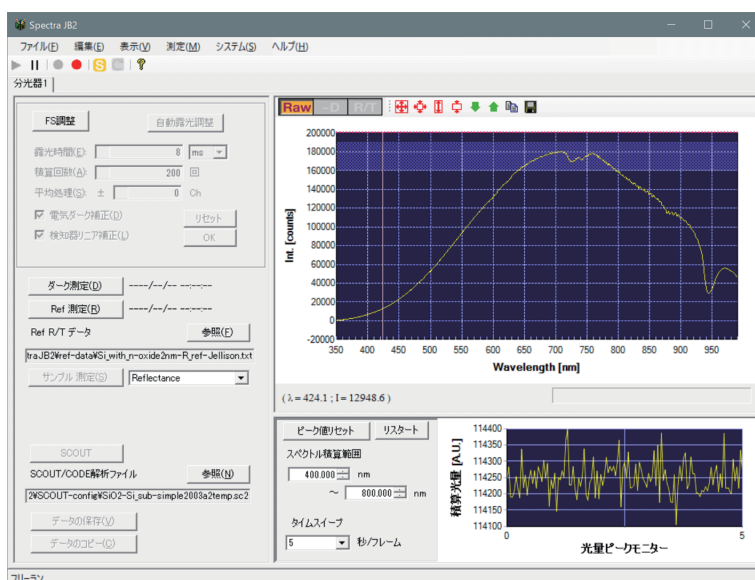 Spectra JB2
ファイル(F) 編集(E) 表示(V) 測定(M) システム(S) ヘルプ(H)
分光器1
FS調整 自動露光調整
露光時間(E): 8 ms
積算回数(A): 200 回
平均処理(S): ± 0 Ch
電気ダーク補正(D) リセット
検知器リニア補正(L) OK
ダーク測定(D) ----/--/-- --:--:--
Ref 測定(R) ----/--/-- --:--:--
Ref R/T データ 参照(F)
traJB2¥ref-data¥Si_with_n-oxide2nm-R_ref-Jellison.txt
サンプル 測定(S) Reflectance
SCOUT
SCOUT/CODE解析ファイル 参照(N)
2¥SCOUT-config¥SiO2-Si_sub-simple2003a2temp.sc2
データの保存(V)
データのコピー(C)
フリーラン
Raw -D R/T
Int. [counts]
200000
180000
160000
140000
120000
100000
80000
60000
40000
20000
0
-20000
350 400 450 500 550 600 650 700 750 800 850 900 950
Wavelength [nm]
( λ = 424.1 ; I = 12948.6 )
ピーク値リセット リスタート
スペクトル積算範囲
400.000 nm
～ 800.000 nm
タイムスイープ
5 秒/フレーム
積算光量 [A.U.]
114400
114350
114300
114250
114200
114150
114100
0 5
光量ピークモニター